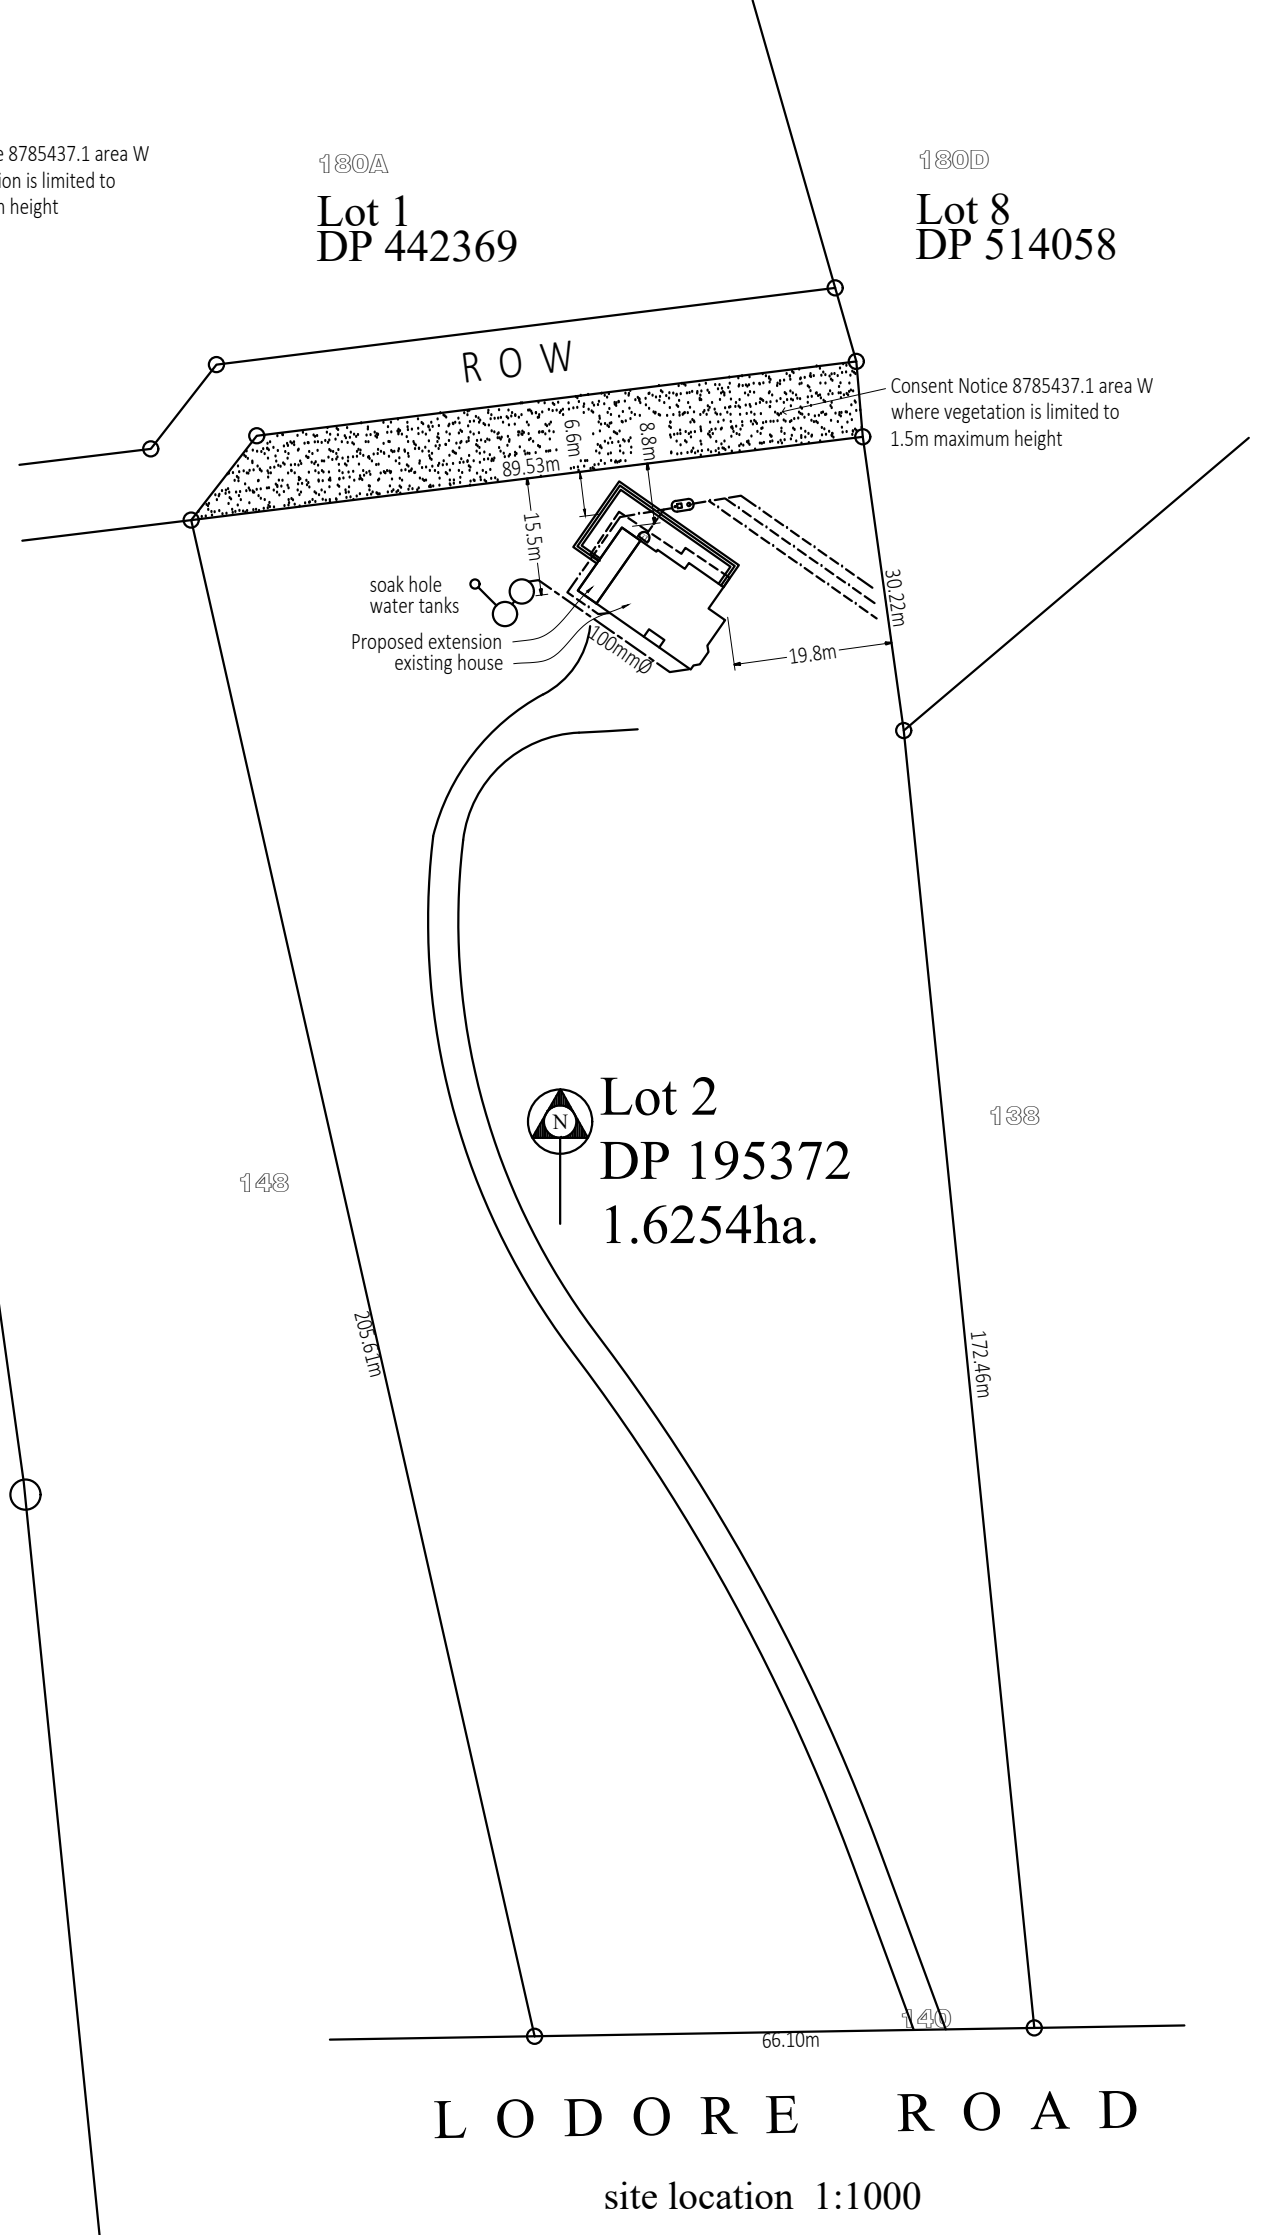 8785437.1 area W
is limited to
height
180A
Lot 1
DP 442369
180D
Lot 8
DP 514058
ROW
Consent Notice 8785437.1 area W
where vegetation is limited to
1.5m maximum height
6.6m
8.8m
89.53m
15.5m
soak hole
water tanks
Proposed extension
existing house
100mmØ
19.8m
30.22m
N
Lot 2
DP 195372
1.6254ha.
138
148
205.61m
172.46m
140
66.10m
LODORE ROAD
site location 1:1000